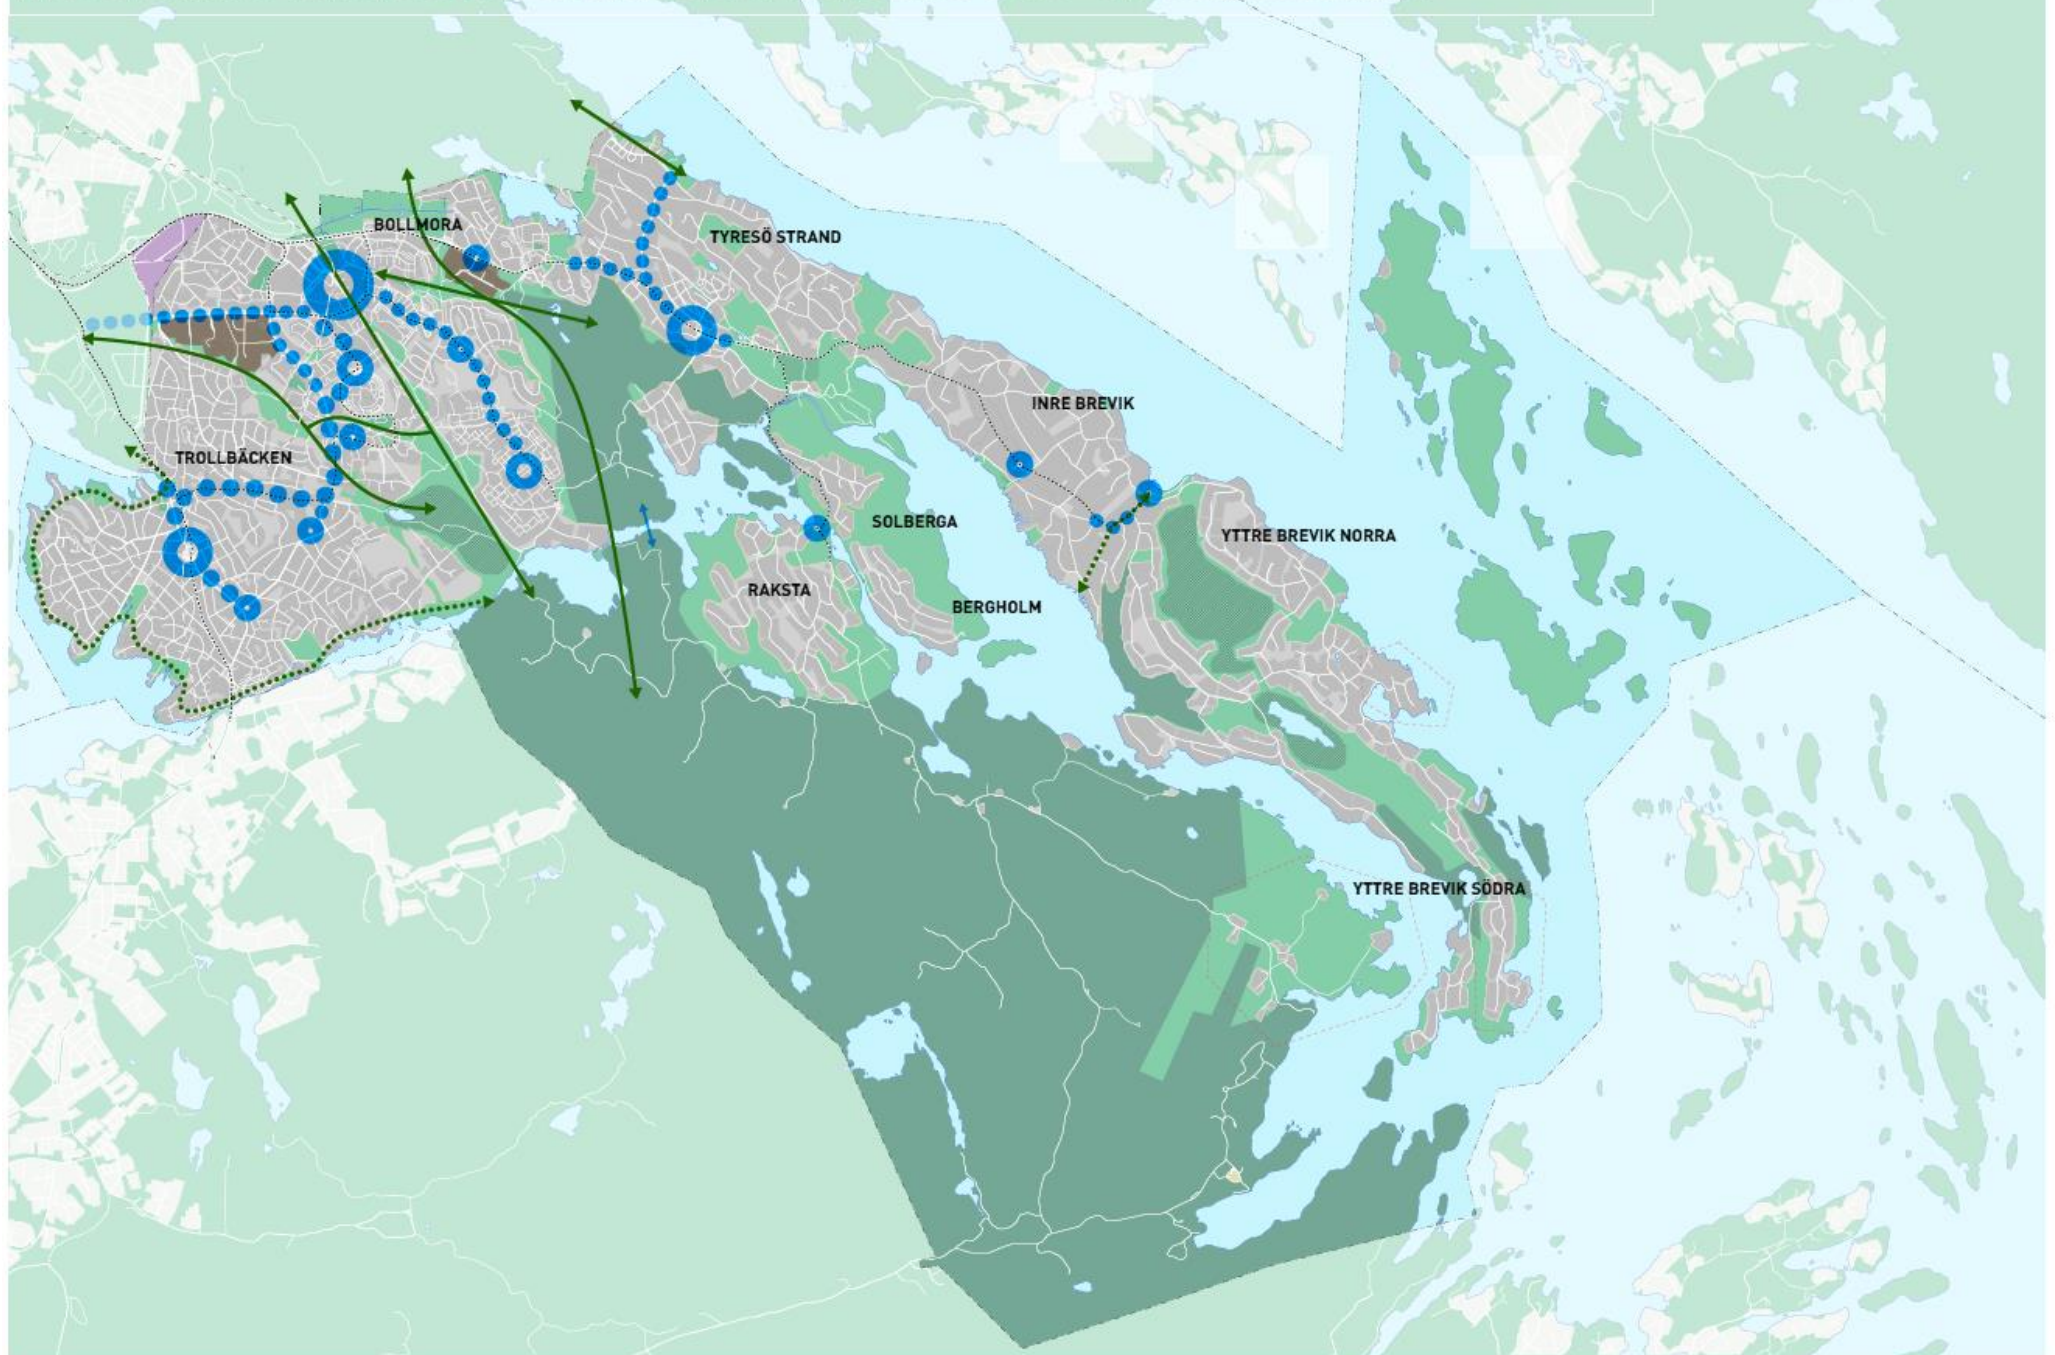 BOLLMORA
TYRESÖ STRAND
INRE BREVIK
TROLLBÄCKEN
SOLBERGA
YTTRE BREVIK NORRA
RAKSTA
BERGHOLM
YTTRE BREVIK SÖDRA